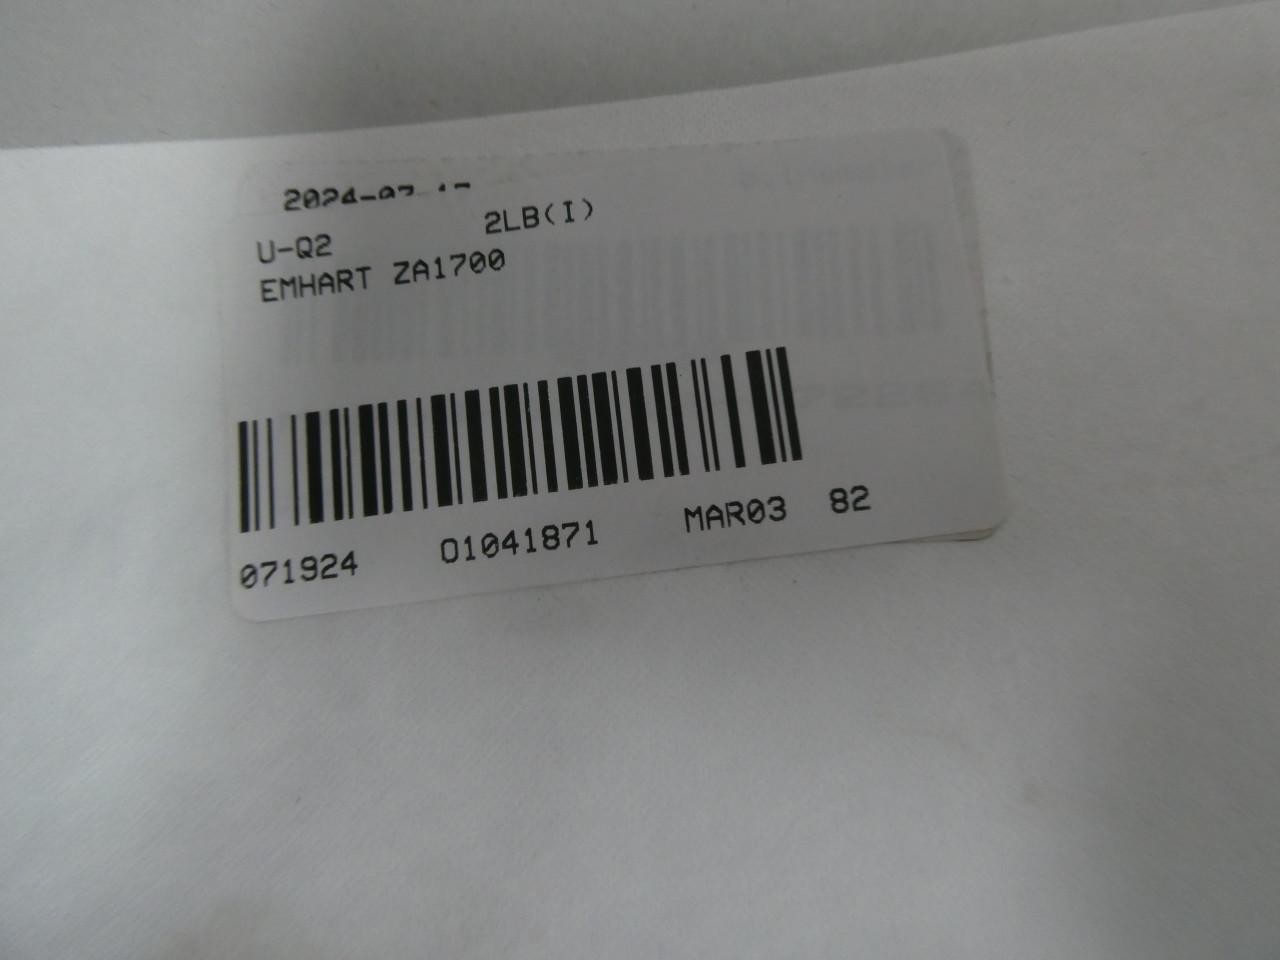 U-Q2 2LB(I)
EMHART ZA1700
071924 01041871 MAR03 82